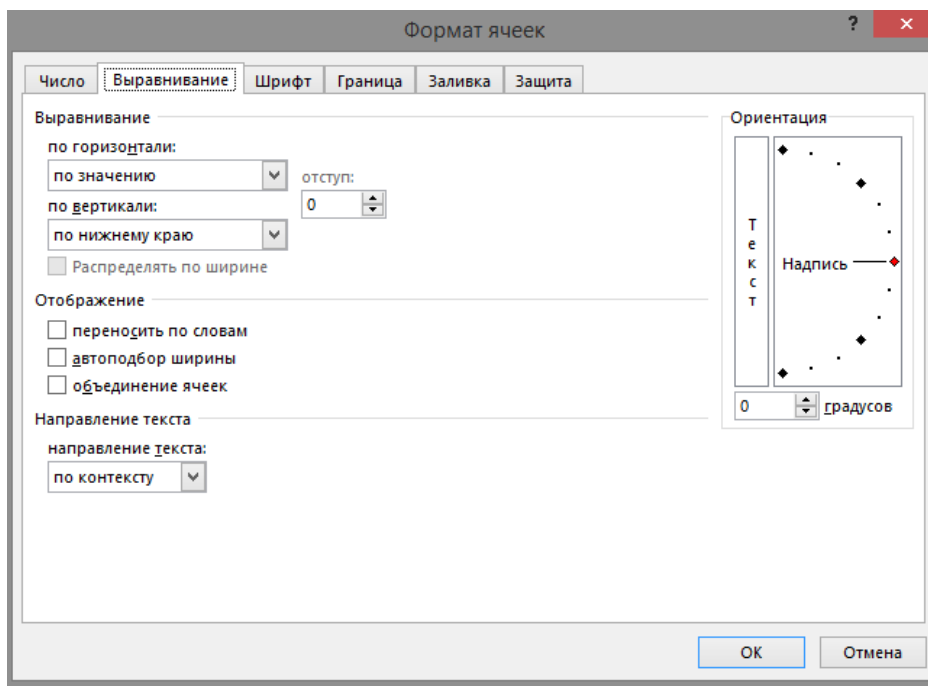 Формат ячеек ?
Число Выравнивание Шрифт Граница Заливка Защита
Выравнивание
по горизонтали:
по значению
отступ:
0
по вертикали:
по нижнему краю
Распределять по ширине
Отображение
переносить по словам
автоподбор ширины
объединение ячеек
Направление текста
направление текста:
по контексту
Ориентация
Текст
Надпись
0 градусов
ОК Отмена